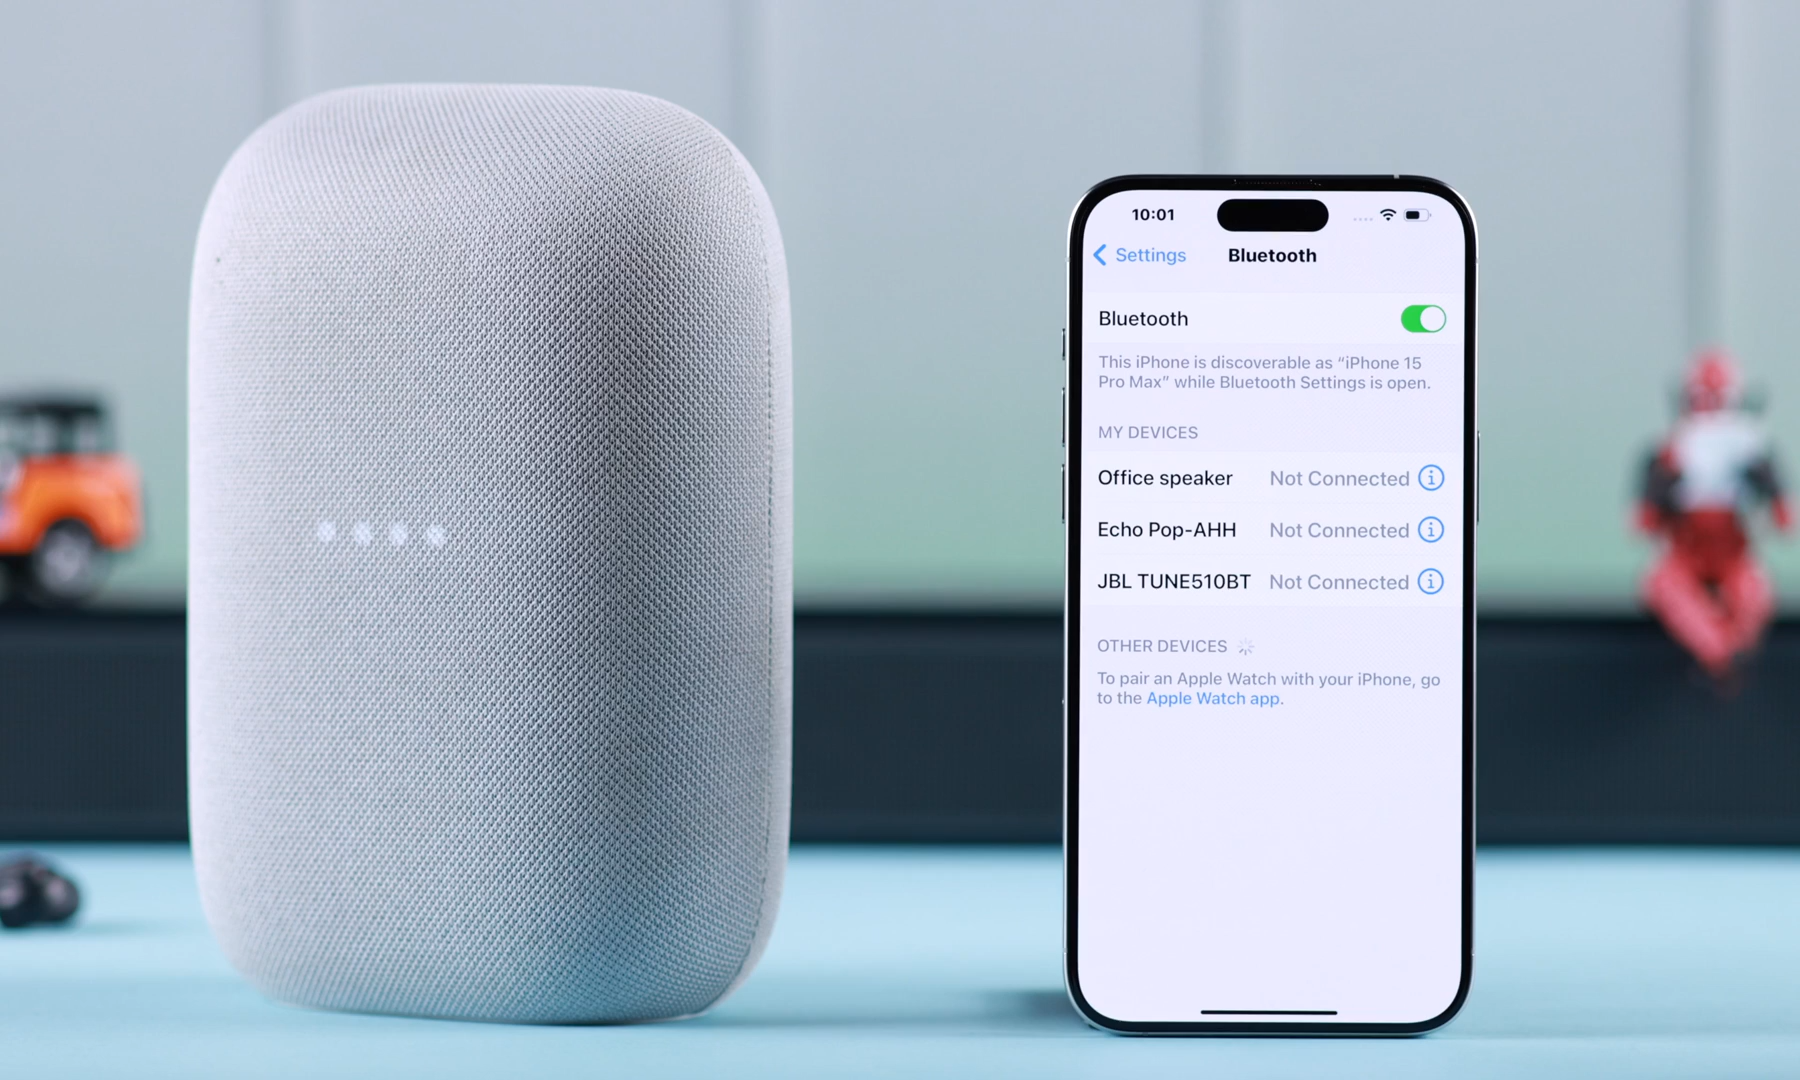 10:01
Settings
Bluetooth
Bluetooth
This iPhone is discoverable as “iPhone 15
Pro Max” while Bluetooth Settings is open.
MY DEVICES
Office speaker Not Connected
Echo Pop-AHH Not Connected
JBL TUNE510BT Not Connected
OTHER DEVICES
To pair an Apple Watch with your iPhone, go
to the Apple Watch app.